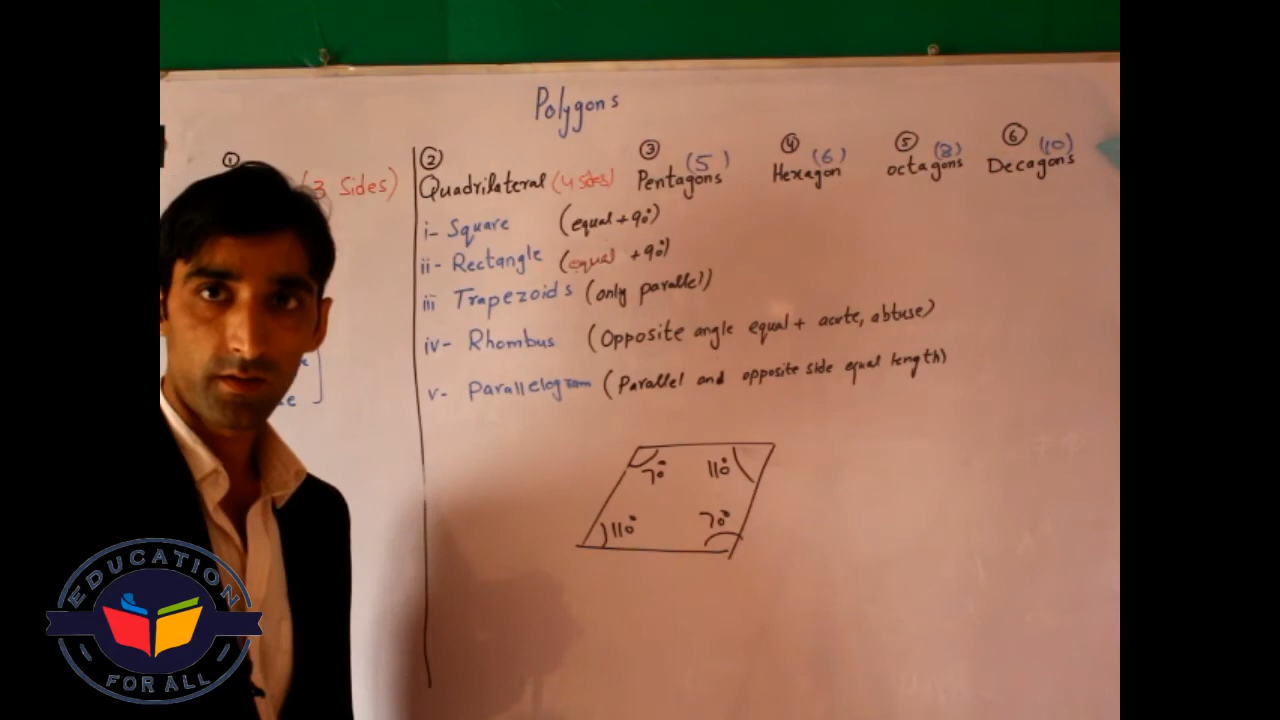 Polygons
①
(3 Sides)
②
Quadrilateral (4 sides)
i- Square (equal + 90°)
ii- Rectangle (equal + 90°)
iii Trapezoids (only parallel)
iv- Rhombus (Opposite angle equal + acute, abtuse)
v- Parallelogram (Parallel and opposite side equal length)
③
Pentagons (5)
④
Hexagon (6)
⑤
octagons (8)
⑥
Decagons (10)
70° 110°
110° 70°
EDUCATION
FOR ALL